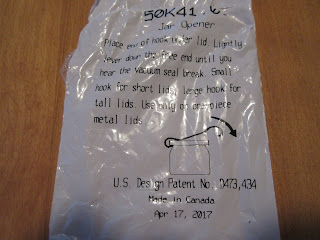 50K41.
Jar Opener
Place end of hook under lid. Lightly
lever down the free end until you
hear the vacuum seal break. Small
hook for short lids, large hook for
tall lids. Use only on one-piece
metal lids.
U.S. Design Patent No. D473,434
Made in Canada
Apr 17, 2017